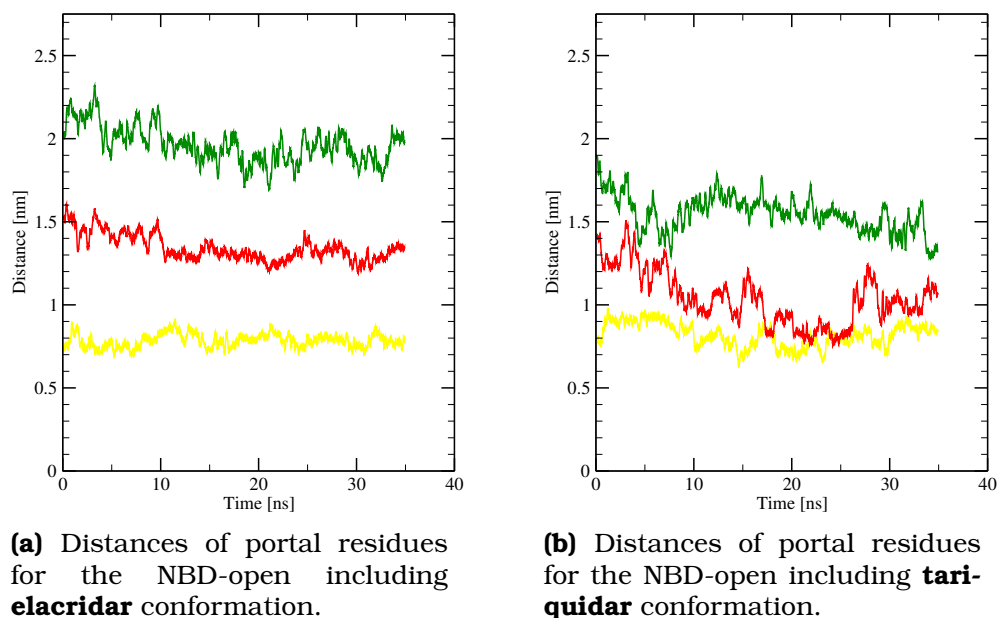 2.5
2
1.5
1
0.5
0
Distance [nm]
0 10 20 30 40
Time [ns]
2.5
2
1.5
1
0.5
0
Distance [nm]
0 10 20 30 40
Time [ns]
(a) Distances of portal residues
for the NBD-open including
elacridar conformation.
(b) Distances of portal residues
for the NBD-open including tari-
quidar conformation.